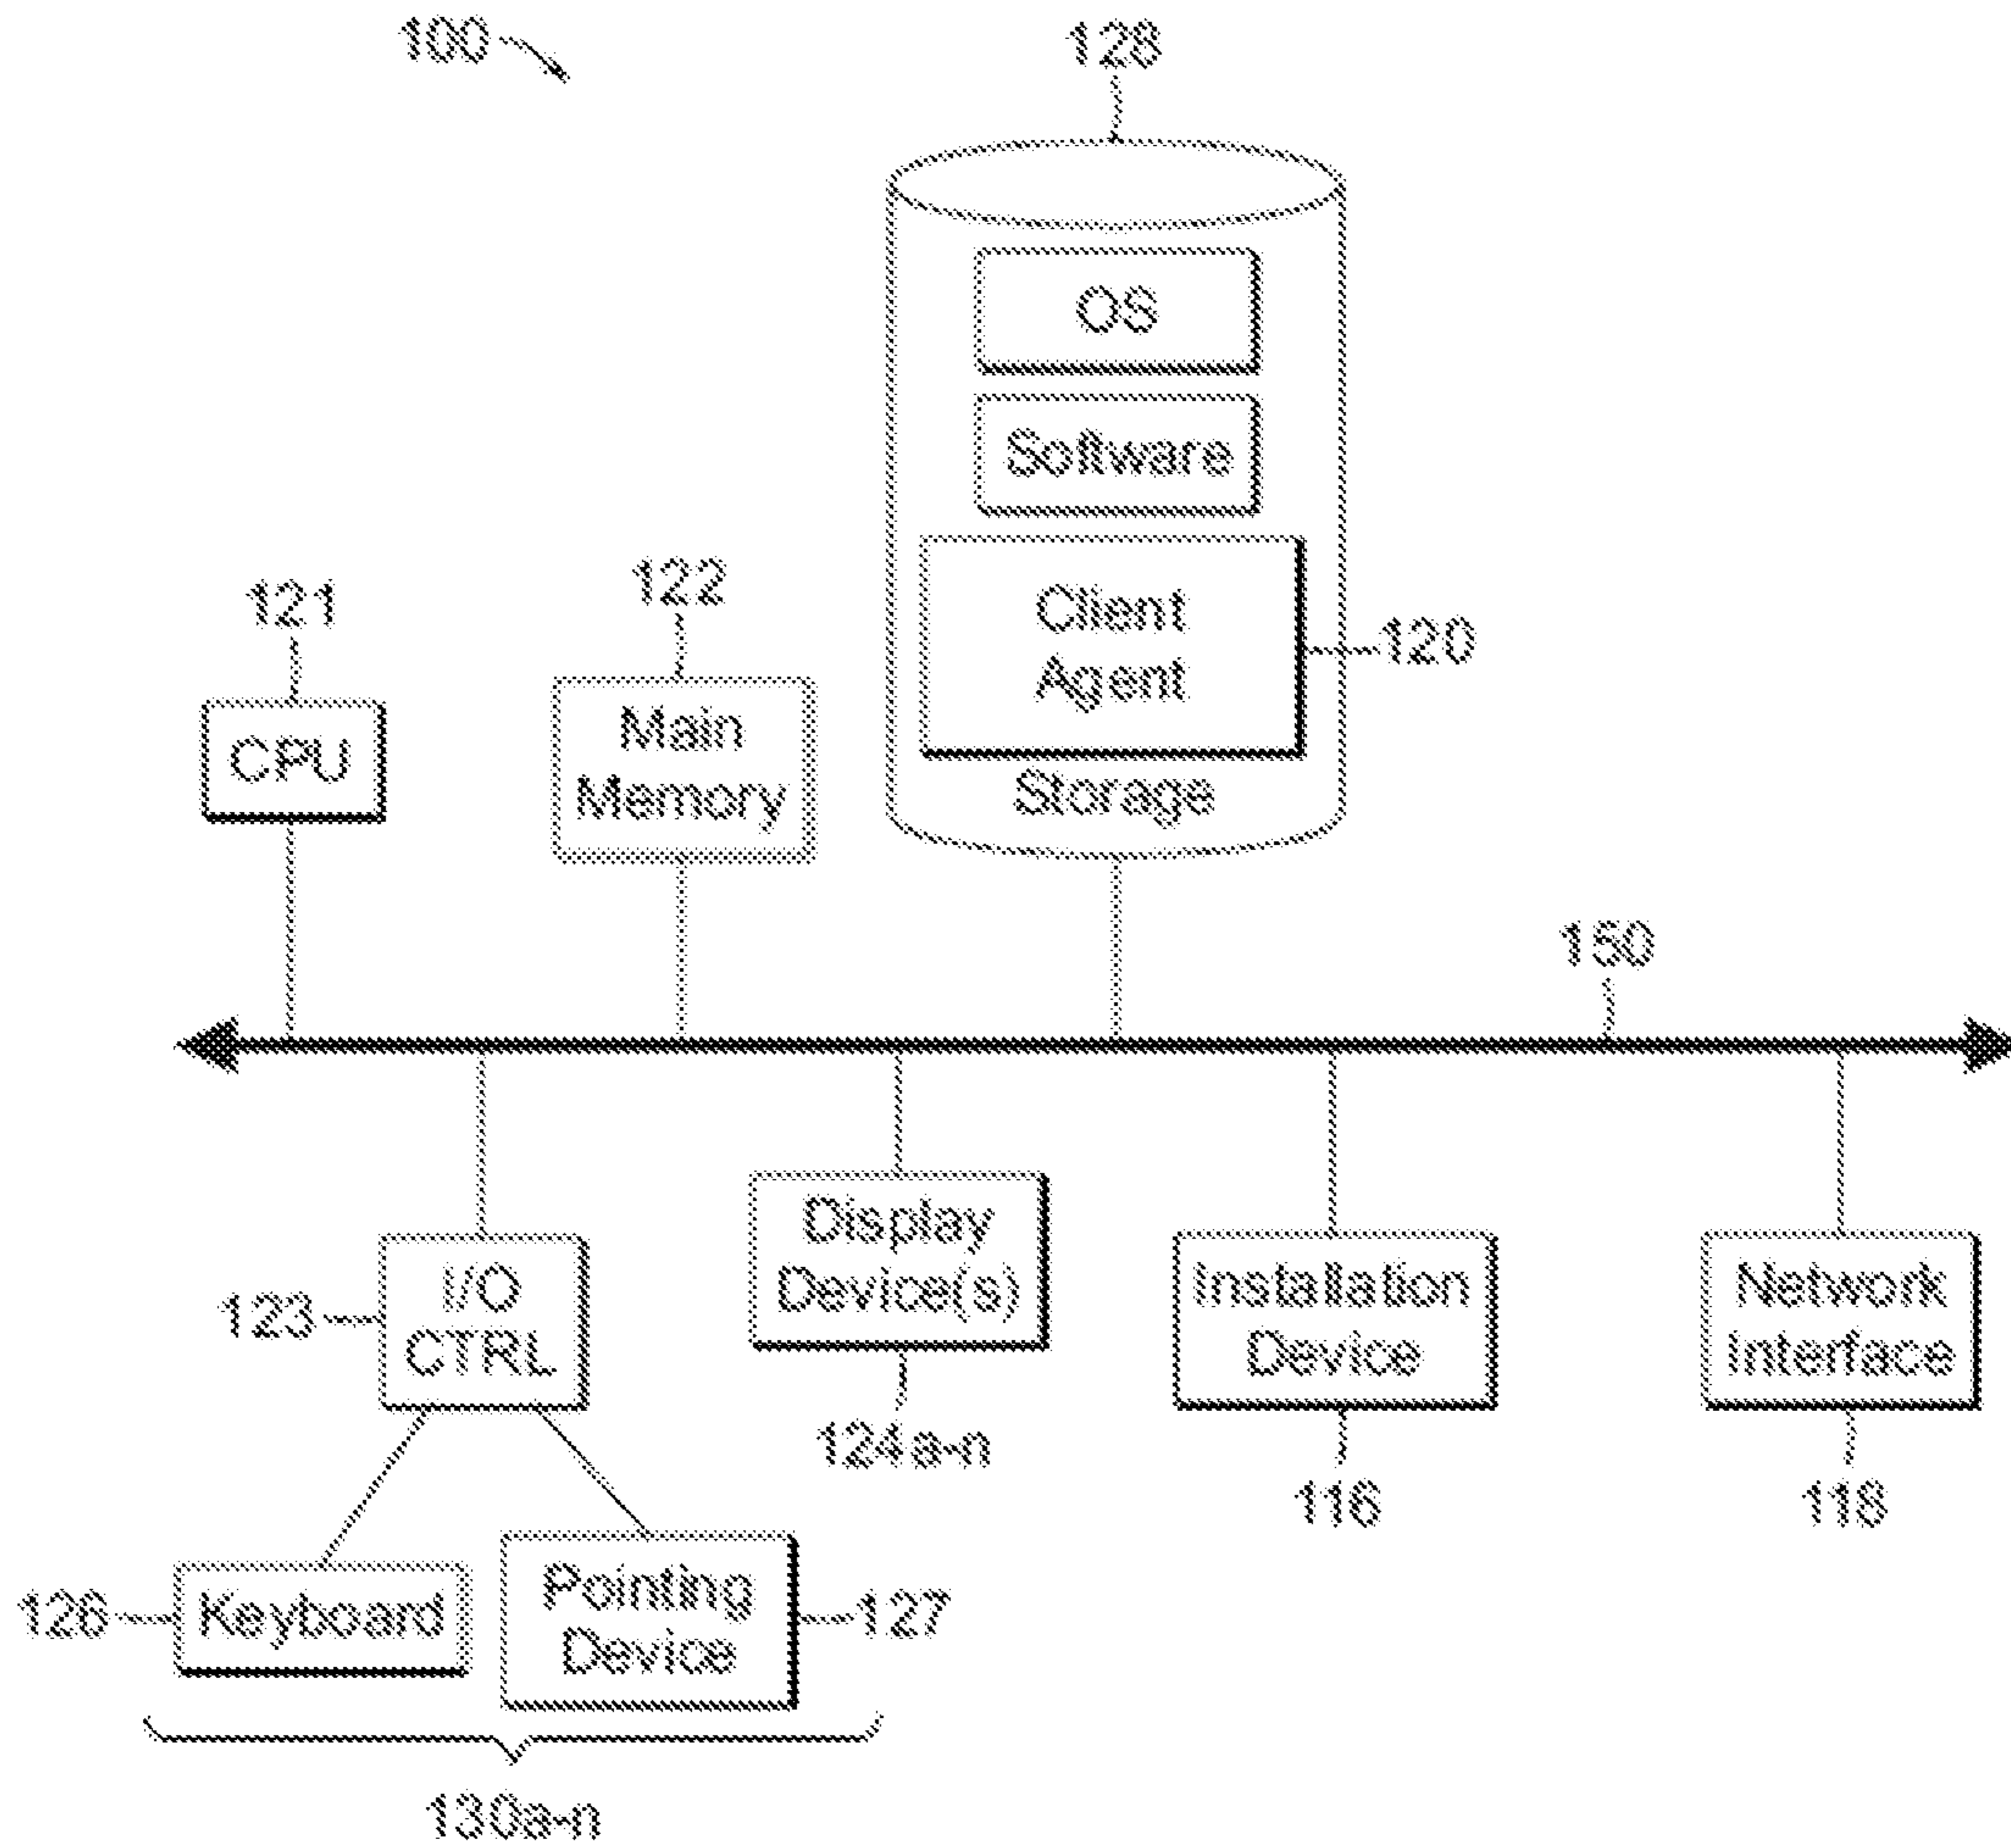 100
128
OS
Software
Client
Agent
120
Storage
121
CPU
122
Main
Memory
150
I/O
CTRL
123
Display
Device(s)
124a-n
Installation
Device
116
Network
Interface
118
126
Keyboard
Pointing
Device
127
130a-n